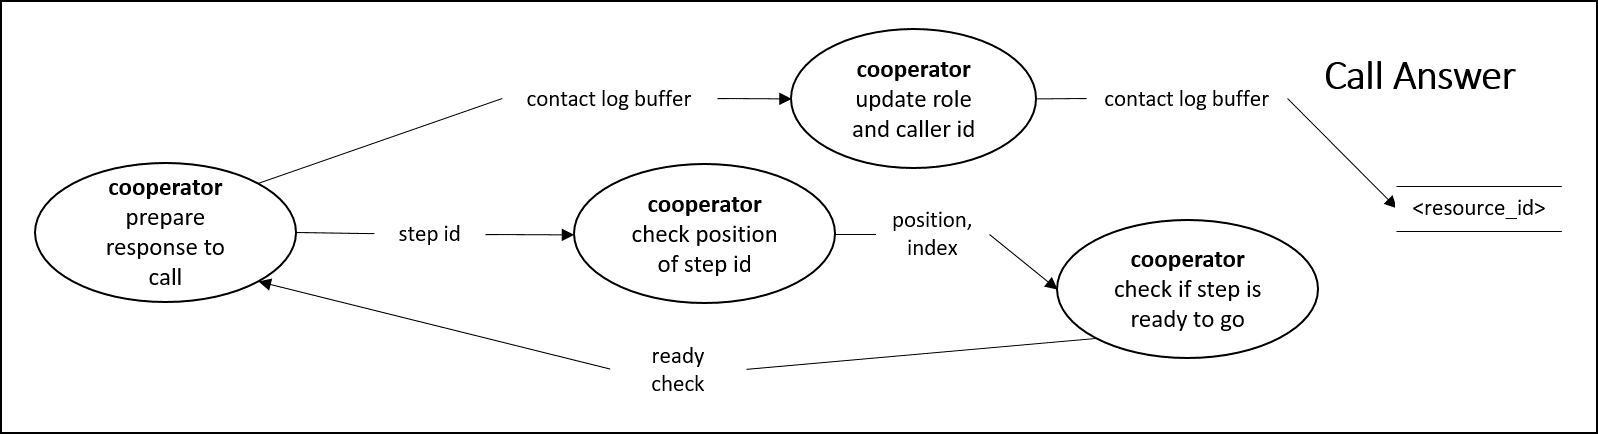 Call Answer
cooperator
update role
and caller id
contact log buffer
contact log buffer
cooperator
prepare
response to
call
step id
cooperator
check position
of step id
position,
index
<resource_id>
cooperator
check if step is
ready to go
ready
check